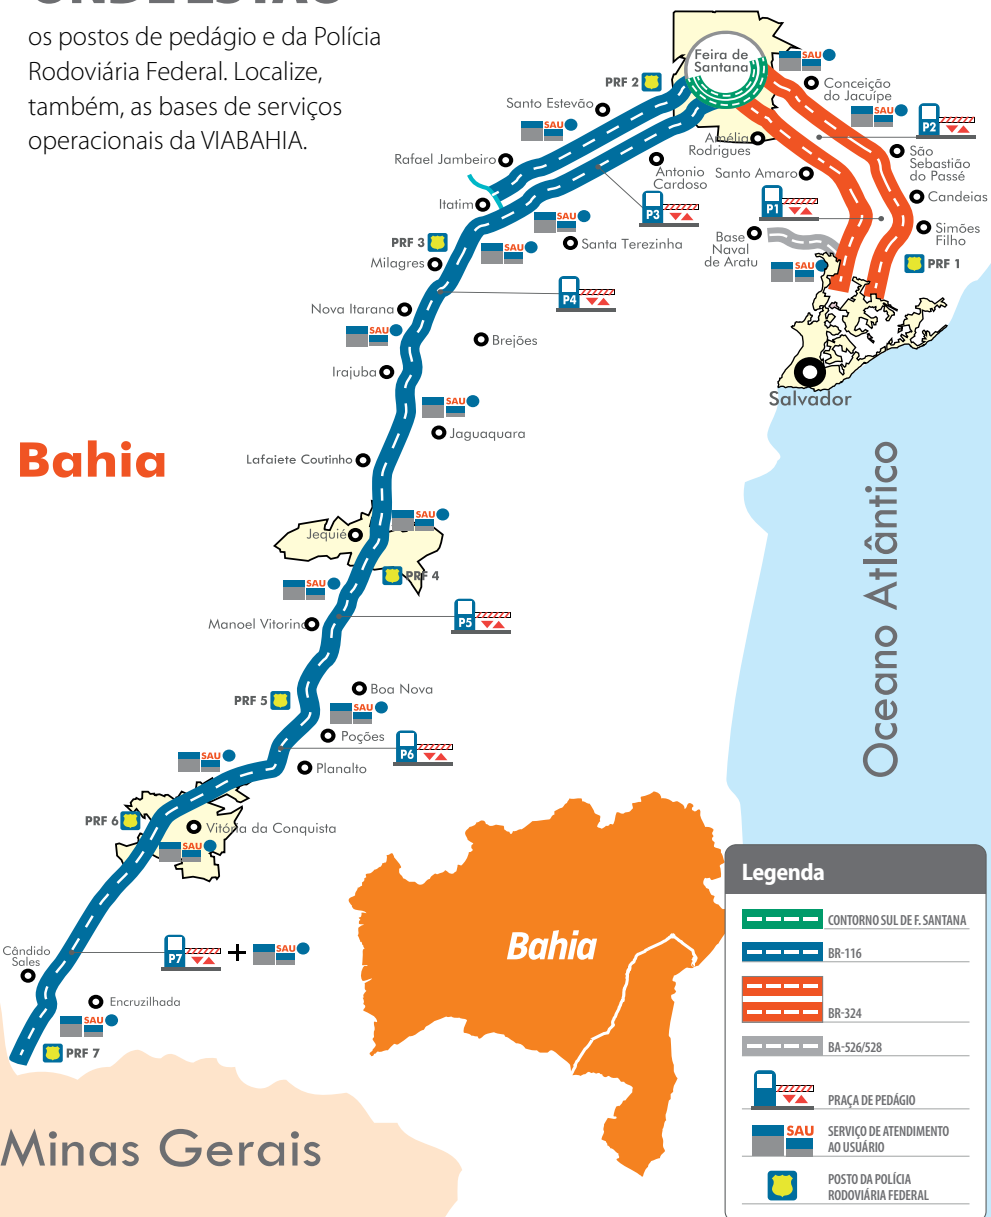 ONDE ESTÃO
os postos de pedágio e da Polícia
Rodoviária Federal. Localize,
também, as bases de serviços
operacionais da VIABAHIA.
Feira de
Santana
SAU
PRF 2
Conceição
do Jacuípe
Santo Estevão
SAU
P2
SAU
Amélia
Rodrigues
São
Sebastião
do Passé
Rafael Jambeiro
Antonio
Cardoso
Santo Amaro
Candeias
Itatim
P3
P1
SAU
Simões
Filho
PRF 3
SAU
Santa Terezinha
Base
Naval
de Aratu
Milagres
SAU
PRF 1
P4
Nova Itarana
SAU
Brejões
Irajuba
Salvador
SAU
Jaguaquara
Bahia
Lafaiete Coutinho
Oceano Atlântico
SAU
Jequié
PRF 4
SAU
P5
Manoel Vitorino
Boa Nova
PRF 5
SAU
Poções
P6
SAU
Planalto
PRF 6
Vitória da Conquista
SAU
Cândido
Sales
P7
+
SAU
Encruzilhada
SAU
PRF 7
Minas Gerais
Bahia
Legenda
CONTORNO SUL DE F. SANTANA
BR-116
BR-324
BA-526/528
PRAÇA DE PEDÁGIO
SAU
SERVIÇO DE ATENDIMENTO
AO USUÁRIO
POSTO DA POLÍCIA
RODOVIÁRIA FEDERAL